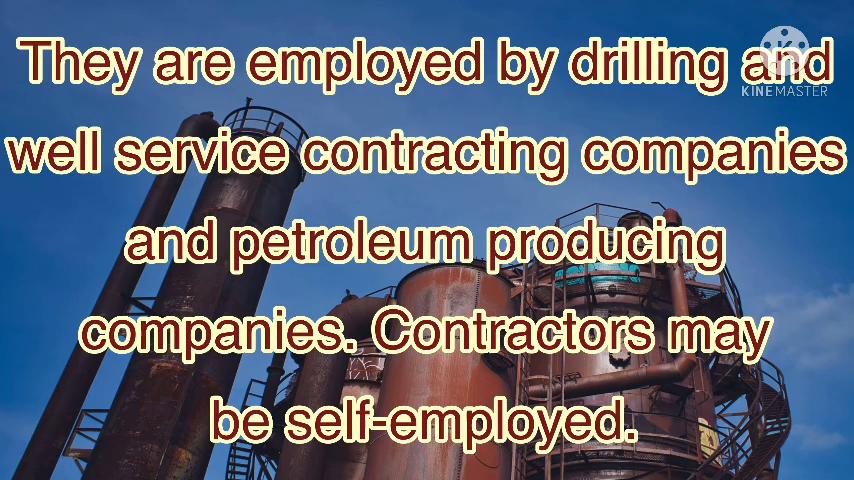 They are employed by drilling and
well service contracting companies
and petroleum producing
companies. Contractors may
be self-employed.
KINEMASTER